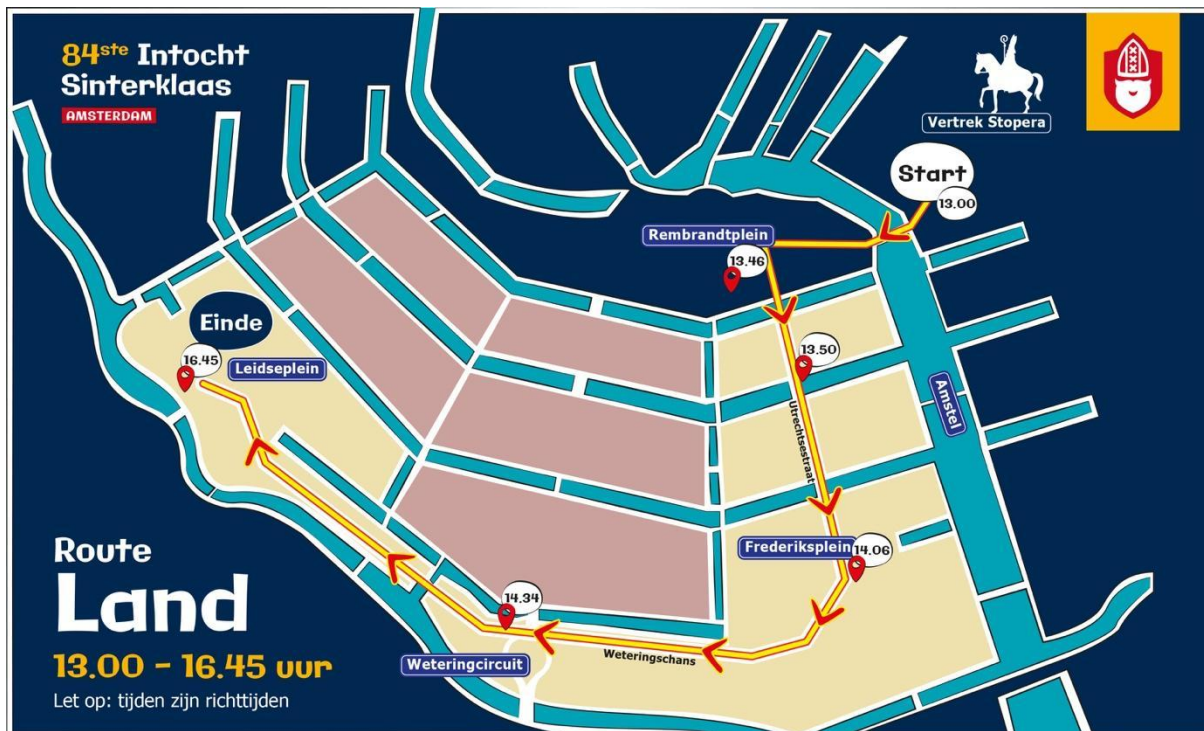 84ste Intocht
Sinterklaas
AMSTERDAM
Vertrek Stopera
Start
13.00
Rembrandtplein
13.46
Einde
16.45
Leidseplein
13.50
Amstel
Utrechtsestraat
Frederiksplein
14.06
14.34
Weteringschans
Weteringcircuit
Route
Land
13.00 - 16.45 uur
Let op: tijden zijn richttijden